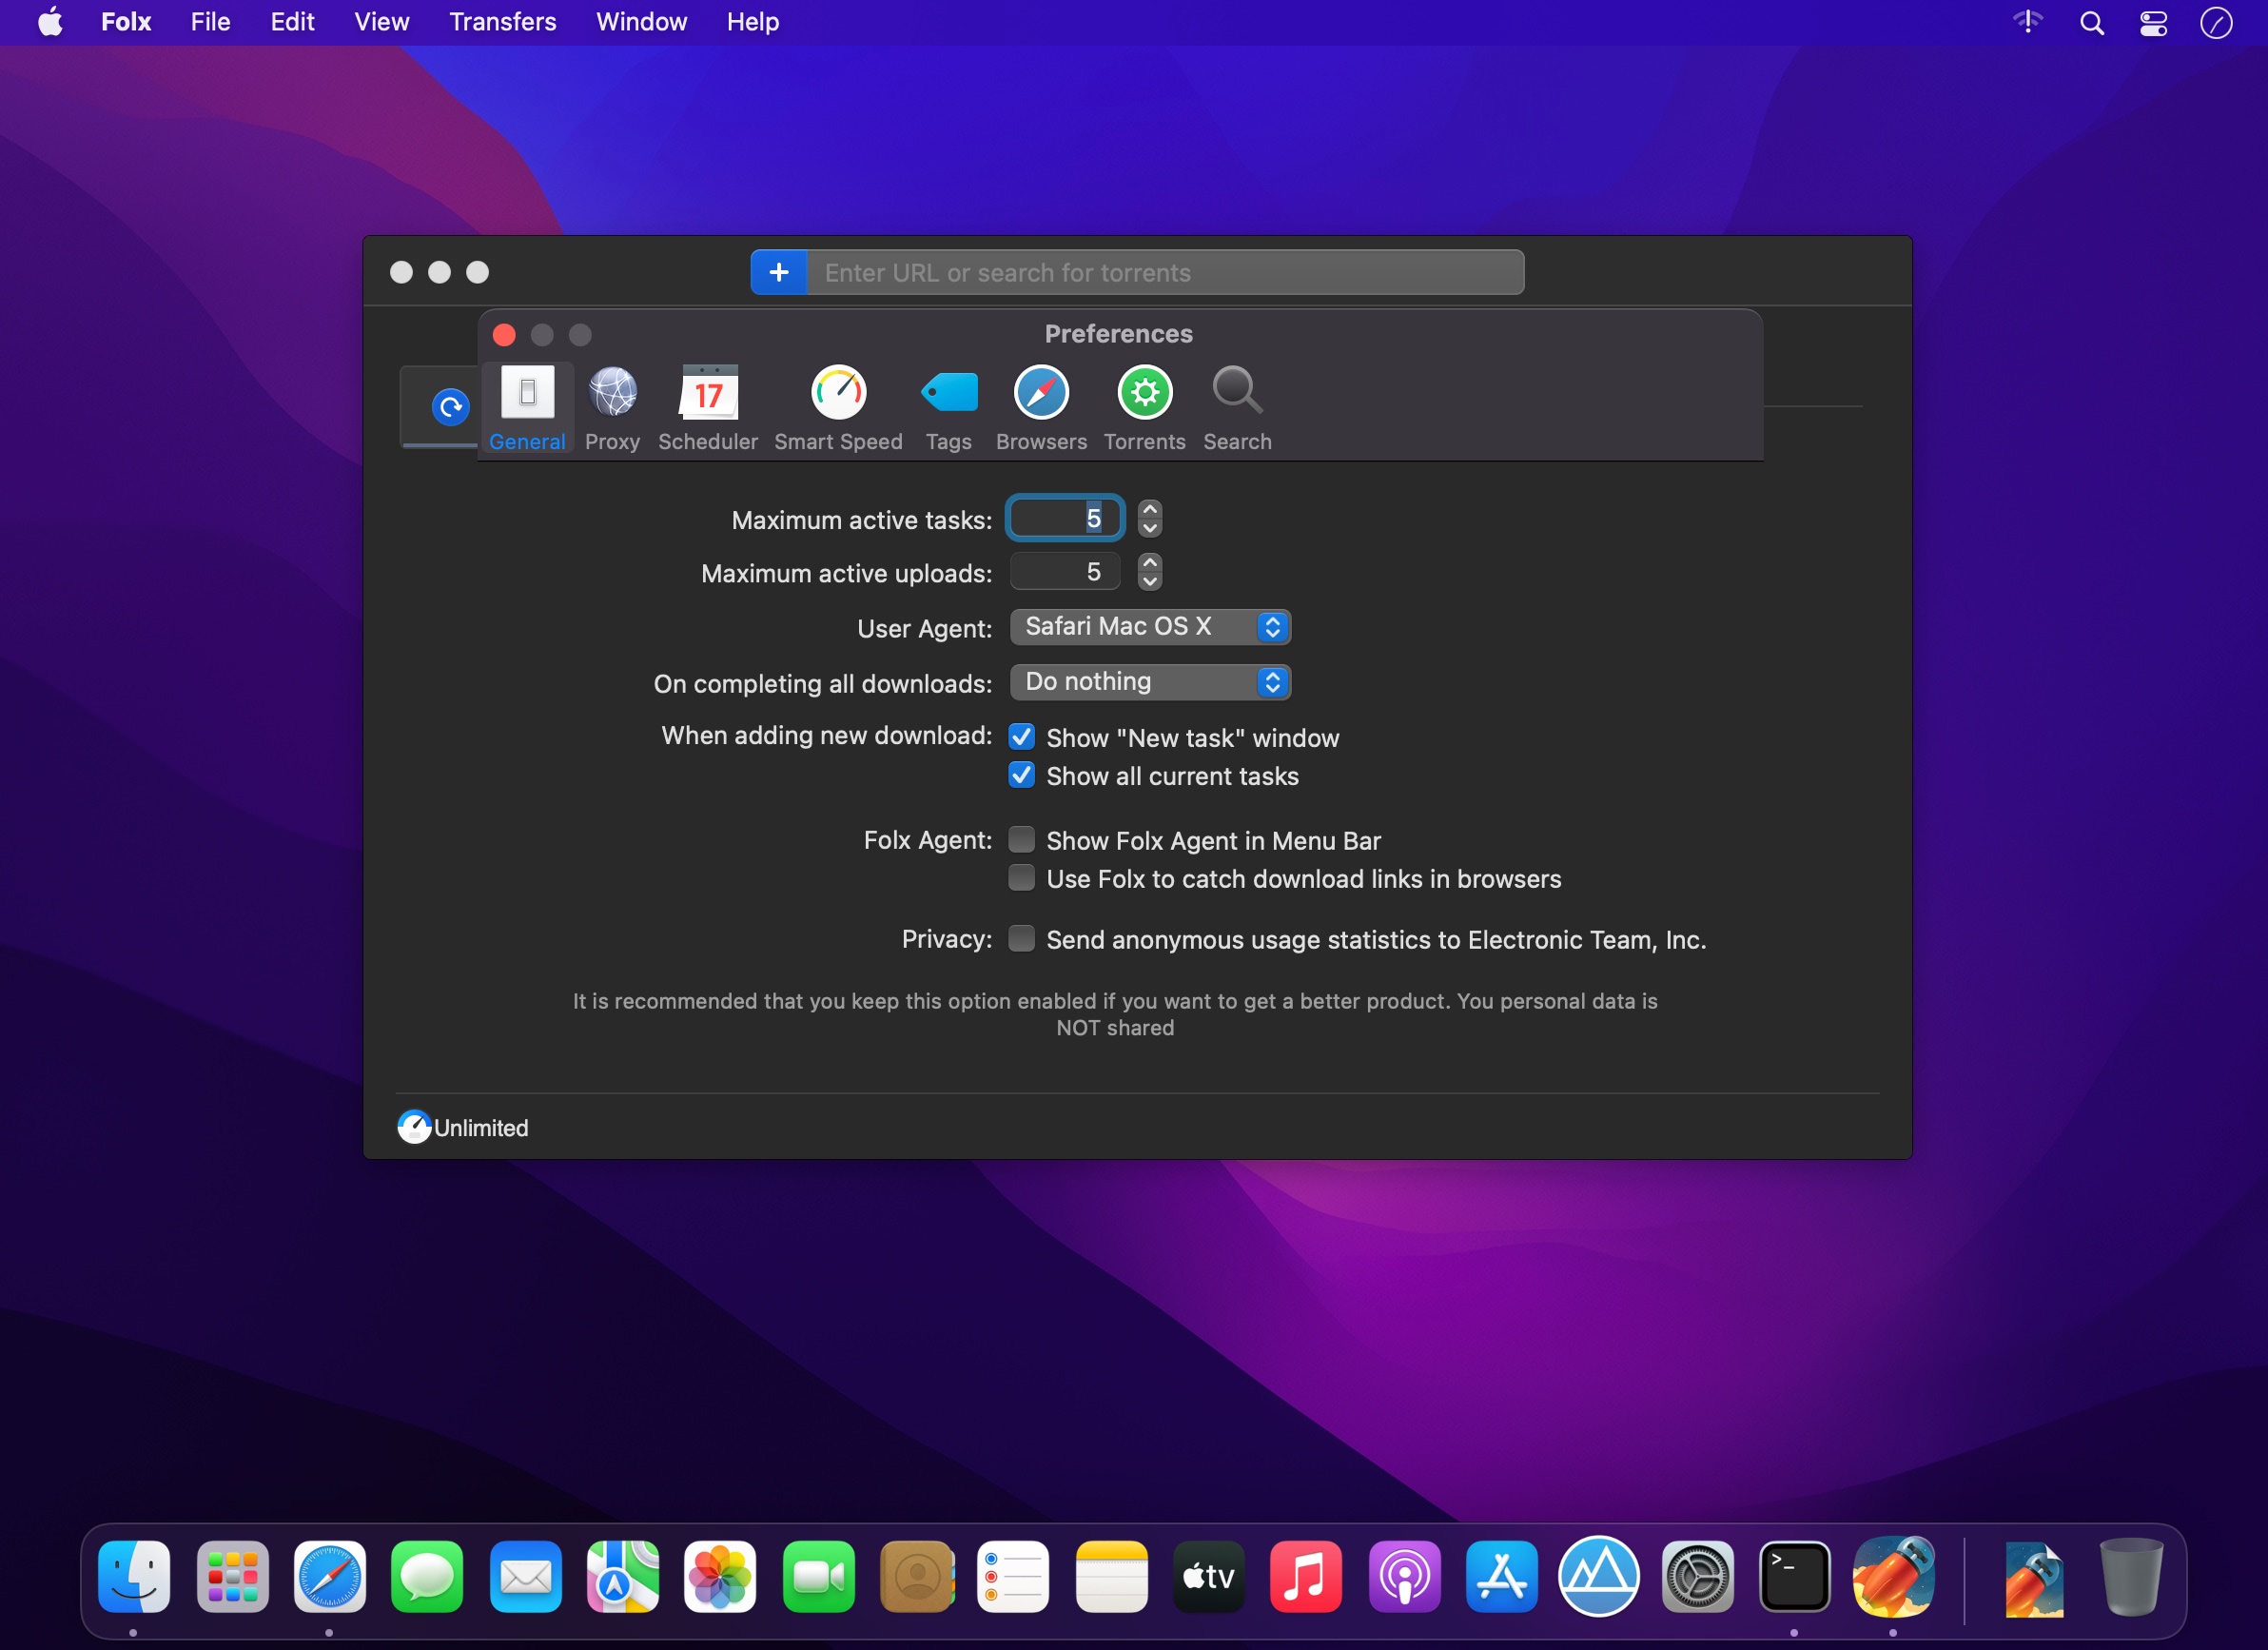 Folx File Edit View Transfers Window Help
+ Enter URL or search for torrents
Preferences
17
General Proxy Scheduler Smart Speed Tags Browsers Torrents Search
Maximum active tasks: 5
Maximum active uploads: 5
User Agent: Safari Mac OS X
On completing all downloads: Do nothing
When adding new download: Show "New task" window
Show all current tasks
Folx Agent: Show Folx Agent in Menu Bar
Use Folx to catch download links in browsers
Privacy: Send anonymous usage statistics to Electronic Team, Inc.
It is recommended that you keep this option enabled if you want to get a better product. You personal data is
NOT shared
Unlimited
tv >_